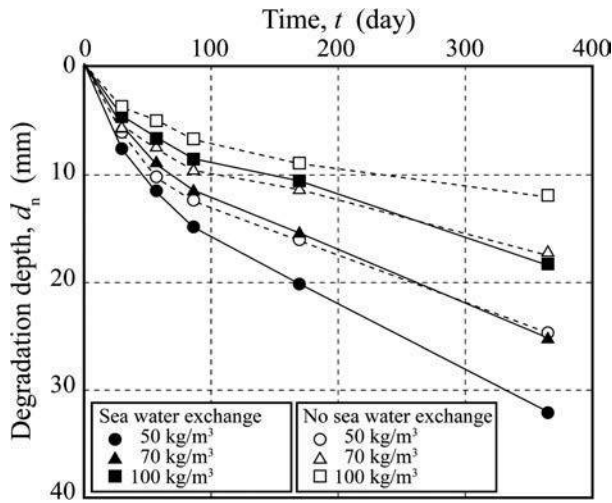 Time, t (day)
0 100 200 300 400
0
10
20
30
40
Degradation depth, dₙ (mm)
Sea water exchange
50 kg/m³
70 kg/m³
100 kg/m³
No sea water exchange
50 kg/m³
70 kg/m³
100 kg/m³